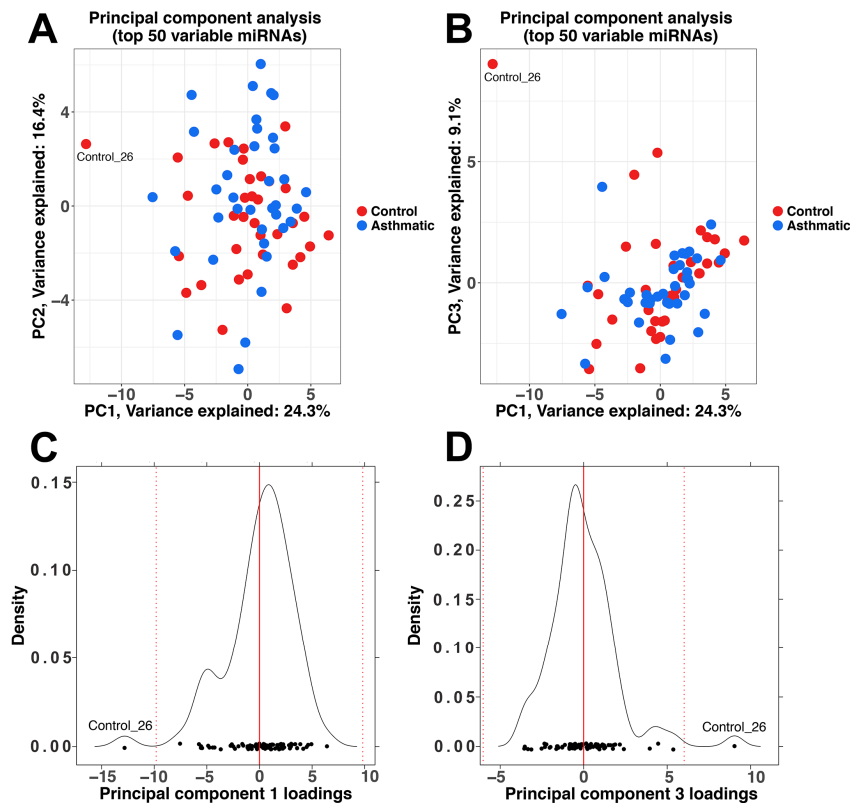 A
Principal component analysis
(top 50 variable miRNAs)
PC2, Variance explained: 16.4%
4
0
−4
Control_26
−10
−5
0
5
PC1, Variance explained: 24.3%
Control
Asthmatic
B
Principal component analysis
(top 50 variable miRNAs)
PC3, Variance explained: 9.1%
5
0
Control_26
−10
−5
0
5
PC1, Variance explained: 24.3%
Control
Asthmatic
C
Density
0.15
0.10
0.05
0.00
Control_26
−15
−10
−5
0
5
10
Principal component 1 loadings
D
Density
0.25
0.20
0.15
0.10
0.05
0.00
Control_26
−5
0
5
10
Principal component 3 loadings